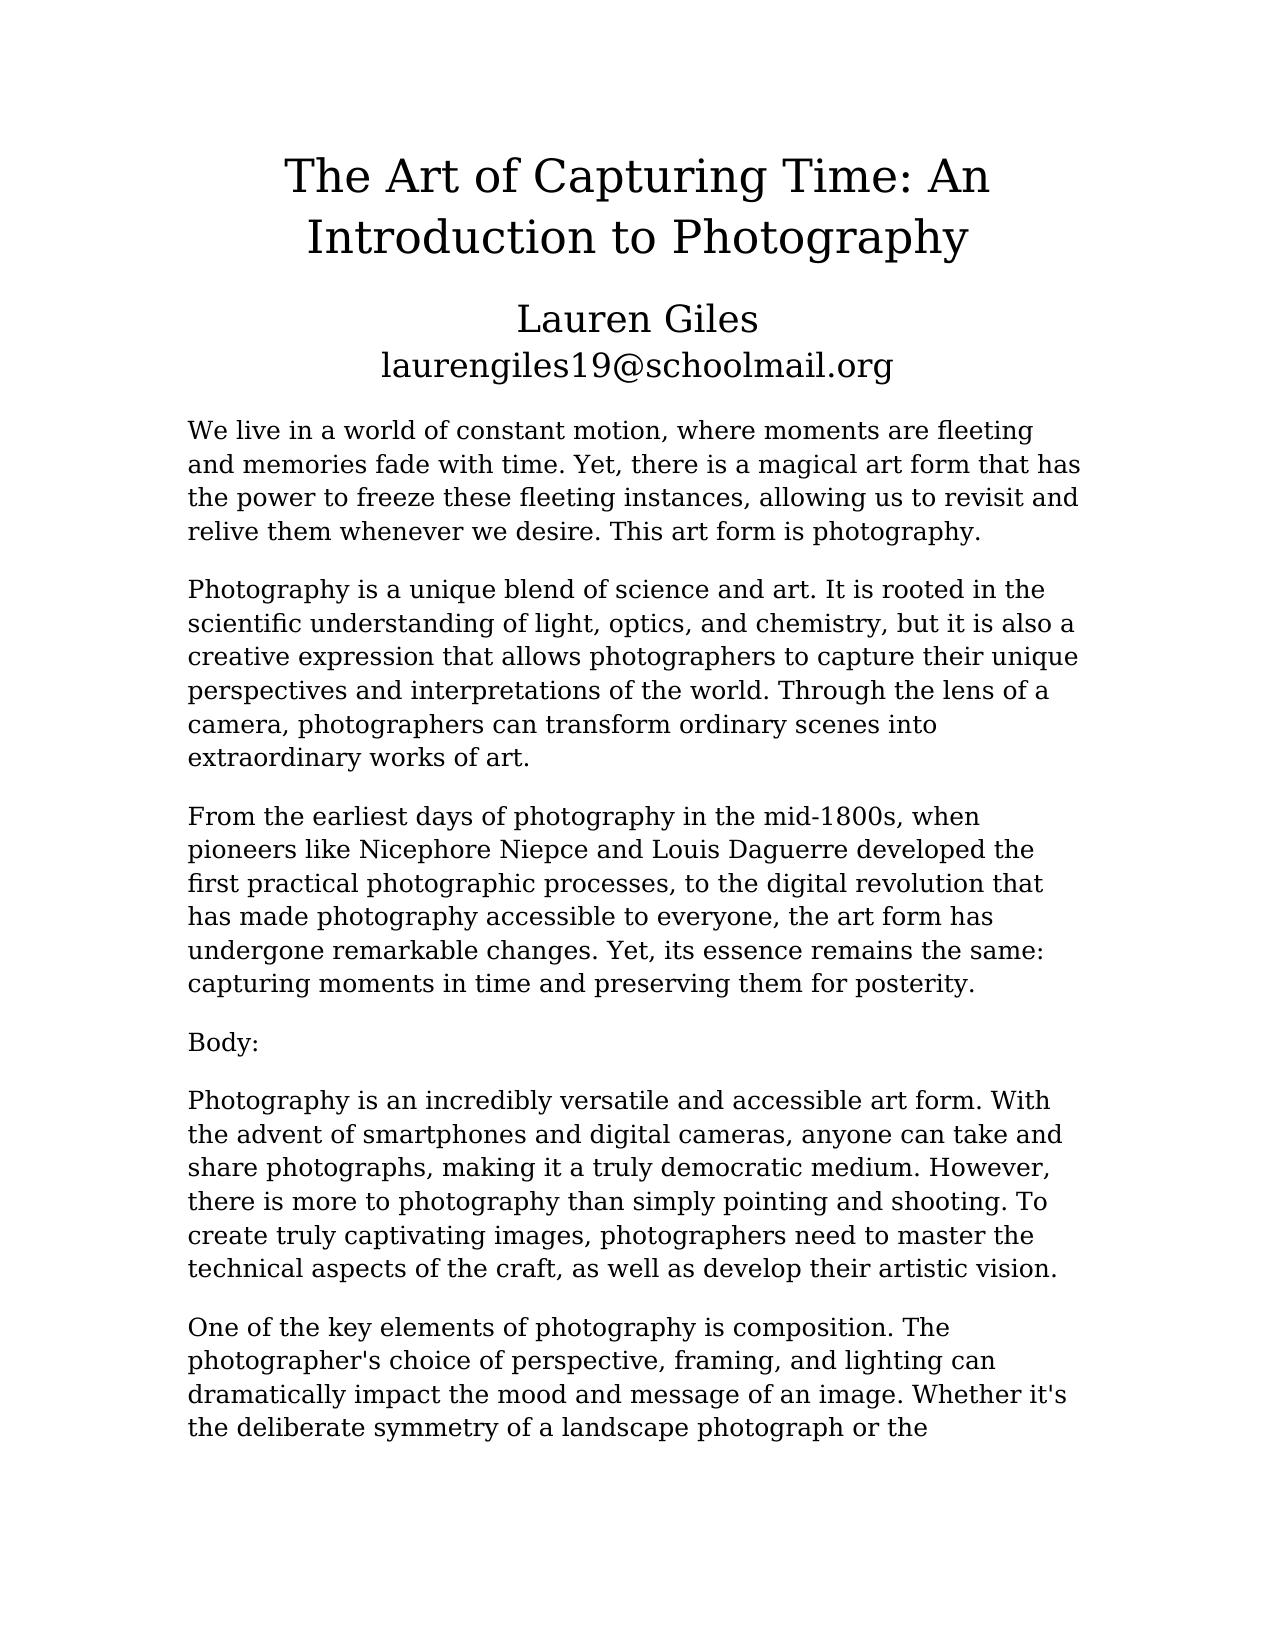 The Art of Capturing Time: An
Introduction to Photography
Lauren Giles
laurengiles19@schoolmail.org
We live in a world of constant motion, where moments are fleeting
and memories fade with time. Yet, there is a magical art form that has
the power to freeze these fleeting instances, allowing us to revisit and
relive them whenever we desire. This art form is photography.
Photography is a unique blend of science and art. It is rooted in the
scientific understanding of light, optics, and chemistry, but it is also a
creative expression that allows photographers to capture their unique
perspectives and interpretations of the world. Through the lens of a
camera, photographers can transform ordinary scenes into
extraordinary works of art.
From the earliest days of photography in the mid-1800s, when
pioneers like Nicephore Niepce and Louis Daguerre developed the
first practical photographic processes, to the digital revolution that
has made photography accessible to everyone, the art form has
undergone remarkable changes. Yet, its essence remains the same:
capturing moments in time and preserving them for posterity.
Body:
Photography is an incredibly versatile and accessible art form. With
the advent of smartphones and digital cameras, anyone can take and
share photographs, making it a truly democratic medium. However,
there is more to photography than simply pointing and shooting. To
create truly captivating images, photographers need to master the
technical aspects of the craft, as well as develop their artistic vision.
One of the key elements of photography is composition. The
photographer's choice of perspective, framing, and lighting can
dramatically impact the mood and message of an image. Whether it's
the deliberate symmetry of a landscape photograph or the